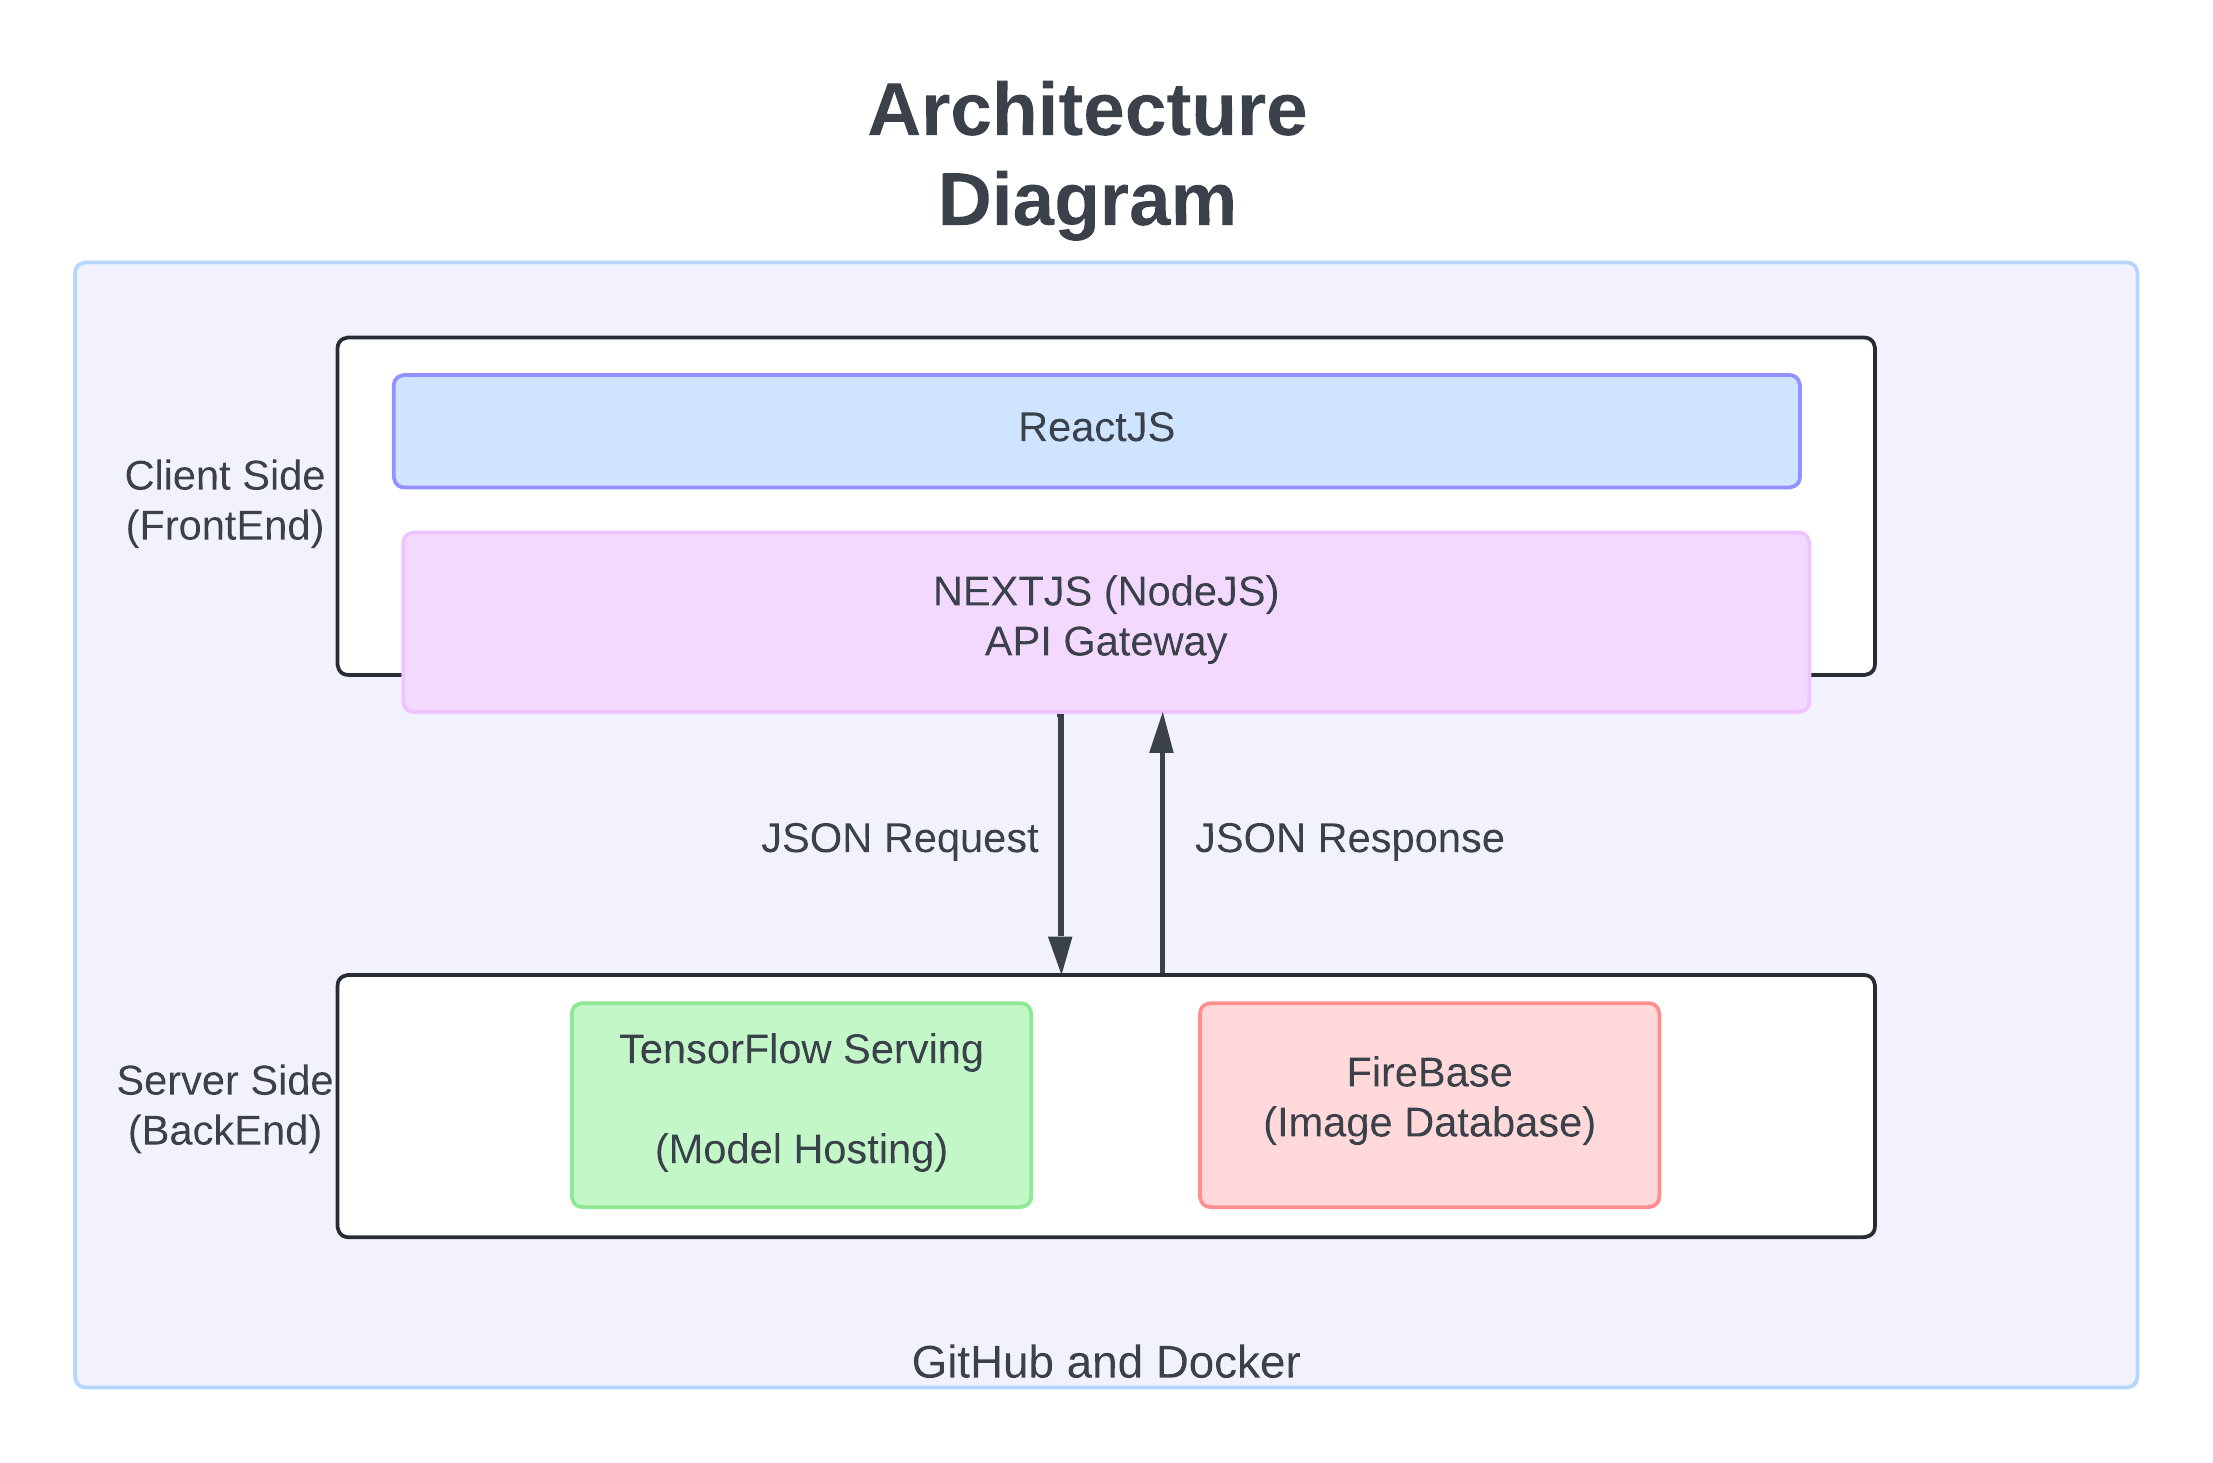 Architecture
Diagram
ReactJS
Client Side
(FrontEnd)
NEXTJS (NodeJS)
API Gateway
JSON Request
JSON Response
Server Side
(BackEnd)
TensorFlow Serving
(Model Hosting)
FireBase
(Image Database)
GitHub and Docker